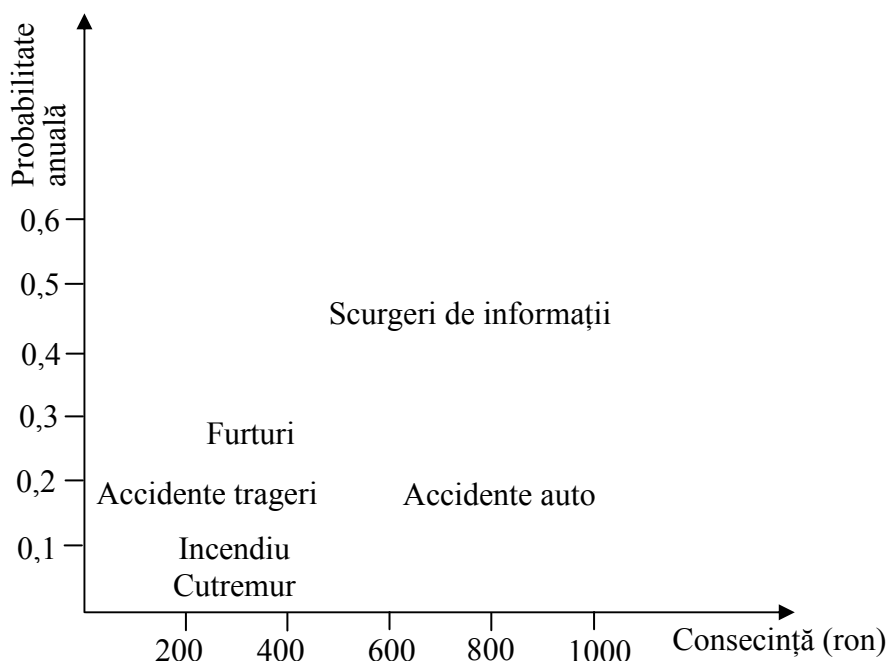 Probabilitate
anuală
0,6
0,5
Scurgeri de informații
0,4
0,3
Furturi
0,2
Accidente trageri
Accidente auto
0,1
Incendiu
Cutremur
200
400
600
800
1000
Consecință (ron)